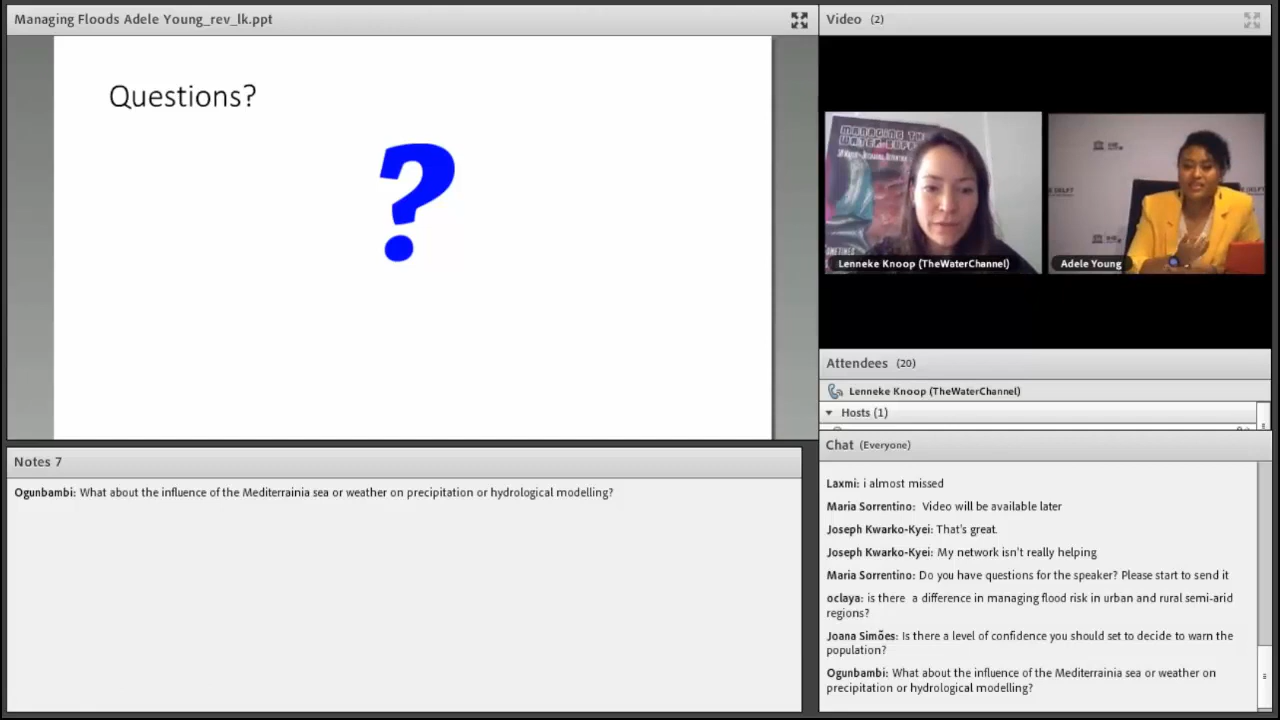 Managing Floods Adele Young_rev_lk.ppt
Questions?
?
Notes 7
Ogunbambi: What about the influence of the Mediterrainia sea or weather on precipitation or hydrological modelling?
Video (2)
MANAGING TH
Lenneke Knoop (TheWaterChannel)
Adele Young
Attendees (20)
Lenneke Knoop (TheWaterChannel)
Hosts (1)
Chat (Everyone)
Laxmi: i almost missed
Maria Sorrentino: Video will be available later
Joseph Kwarko-Kyei: That's great.
Joseph Kwarko-Kyei: My network isn't really helping
Maria Sorrentino: Do you have questions for the speaker? Please start to send it
oclaya: is there a difference in managing flood risk in urban and rural semi-arid
regions?
Joana Simões: Is there a level of confidence you should set to decide to warn the
population?
Ogunbambi: What about the influence of the Mediterrainia sea or weather on
precipitation or hydrological modelling?